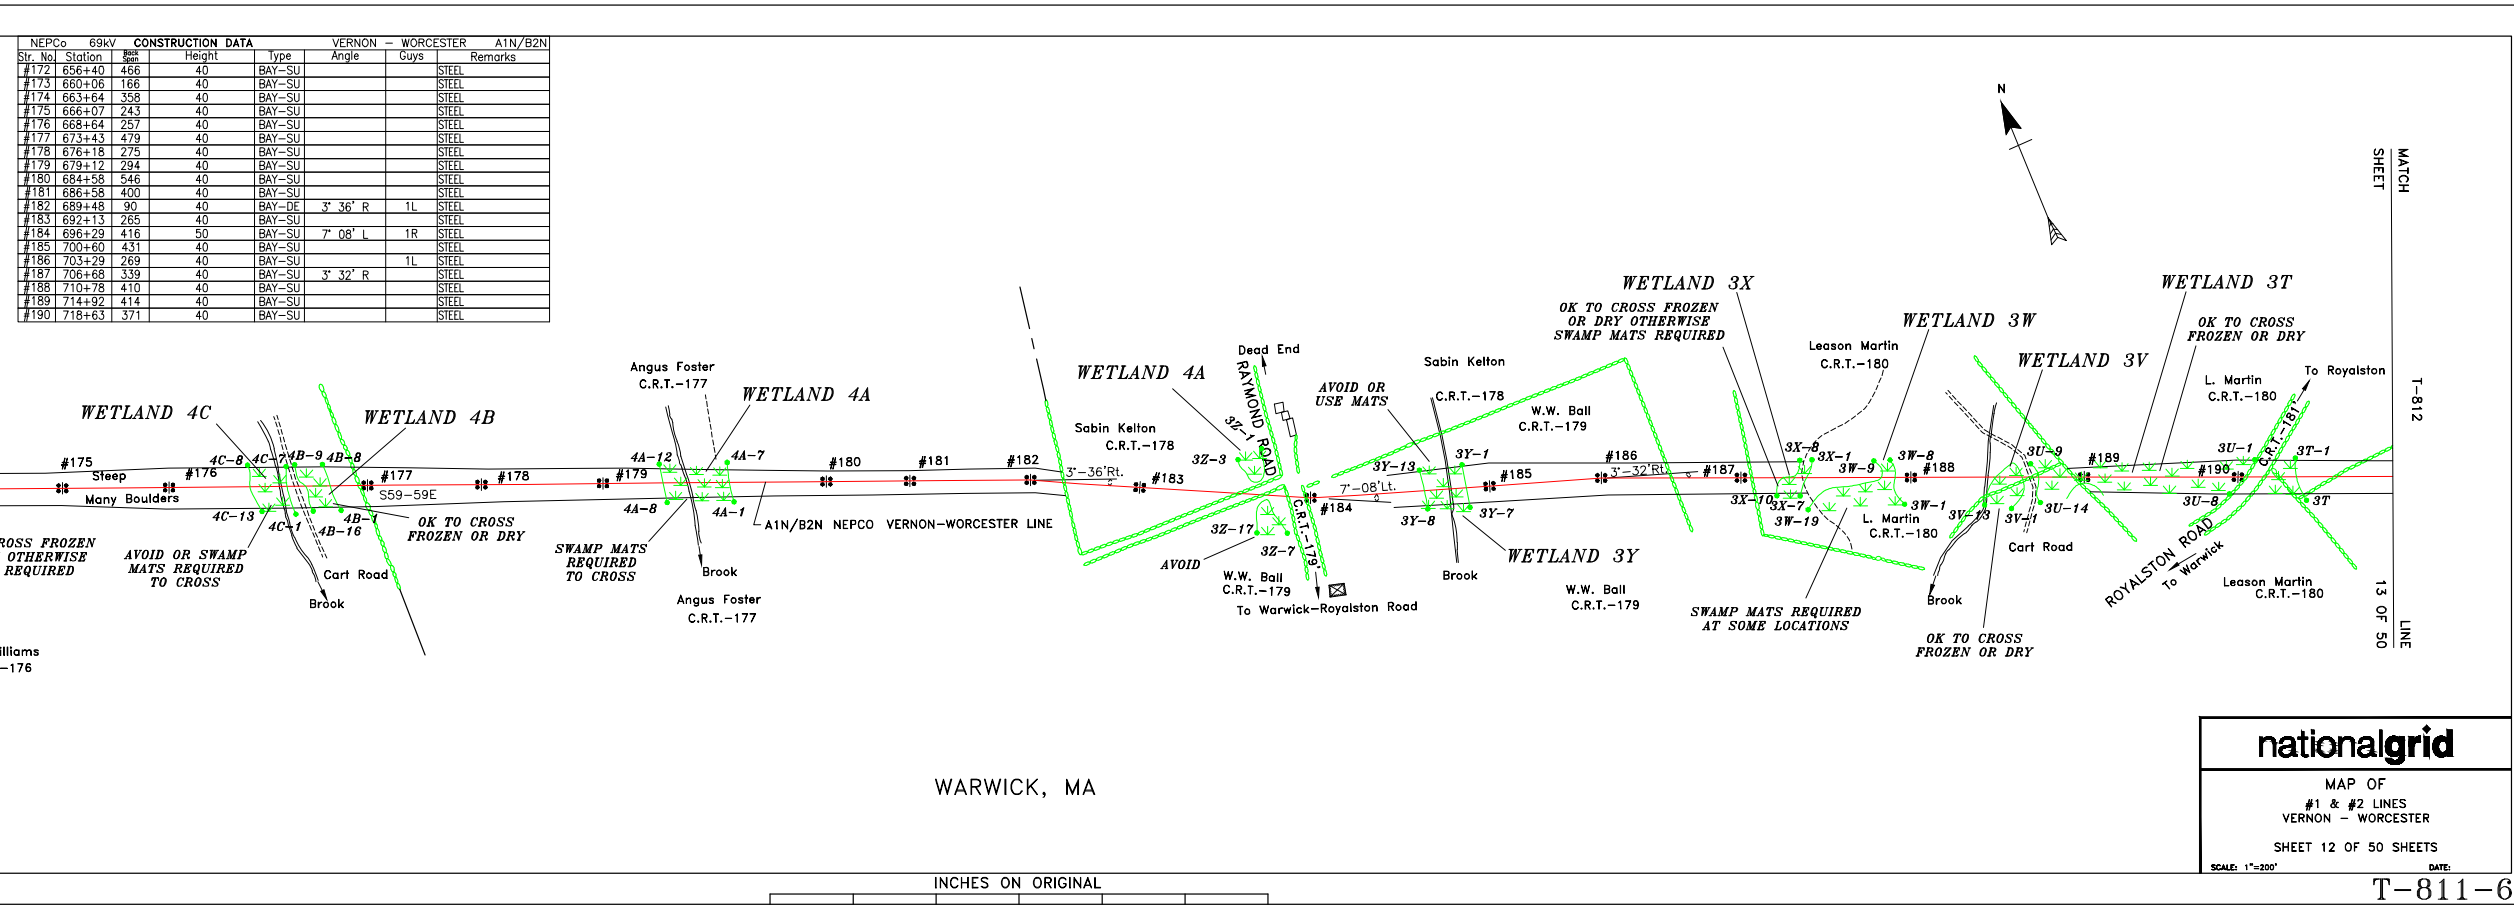 NEPCo 69kV CONSTRUCTION DATA VERNON – WORCESTER A1N/B2N
Str. No. Station Back Span Height Type Angle Guys Remarks
#172 656+40 466 40 BAY–SU STEEL
#173 660+06 166 40 BAY–SU STEEL
#174 663+64 358 40 BAY–SU STEEL
#175 666+07 243 40 BAY–SU STEEL
#176 668+64 257 40 BAY–SU STEEL
#177 673+43 479 40 BAY–SU STEEL
#178 676+18 275 40 BAY–SU STEEL
#179 679+12 294 40 BAY–SU STEEL
#180 684+58 546 40 BAY–SU STEEL
#181 686+58 400 40 BAY–SU STEEL
#182 689+48 90 40 BAY–DE 3° 36' R 1L STEEL
#183 692+13 265 40 BAY–SU STEEL
#184 696+29 416 50 BAY–SU 7° 08' L 1R STEEL
#185 700+60 431 40 BAY–SU STEEL
#186 703+29 269 40 BAY–SU 1L STEEL
#187 706+68 339 40 BAY–SU 3° 32' R STEEL
#188 710+78 410 40 BAY–SU STEEL
#189 714+92 414 40 BAY–SU STEEL
#190 718+63 371 40 BAY–SU STEEL
N
MATCH
SHEET
T–812
LINE
13 OF 50
WETLAND 4C
WETLAND 4B
#175
Steep
Many Boulders
#176
4C–8
4C–7
4B–9
4B–8
#177
S59–59E
4C–13
4C–1
4B–1
4B–16
OK TO CROSS
FROZEN OR DRY
ROSS FROZEN
OTHERWISE
REQUIRED
AVOID OR SWAMP
MATS REQUIRED
TO CROSS
Cart Road
Brook
illiams
–176
#178
#179
Angus Foster
C.R.T.–177
WETLAND 4A
4A–12
4A–7
4A–8
4A–1
SWAMP MATS
REQUIRED
TO CROSS
Brook
Angus Foster
C.R.T.–177
A1N/B2N NEPCO VERNON–WORCESTER LINE
#180
#181
#182
3°–36'Rt.
#183
Sabin Kelton
C.R.T.–178
WETLAND 4A
Dead End
RAYMOND ROAD
3Z–1
3Z–3
3Z–17
3Z–7
AVOID
C.R.T.–179'
W.W. Ball
C.R.T.–179
To Warwick–Royalston Road
#184
7°–08'Lt.
AVOID OR
USE MATS
Sabin Kelton
C.R.T.–178
3Y–13
3Y–1
3Y–8
3Y–7
#185
WETLAND 3Y
Brook
W.W. Ball
C.R.T.–179
W.W. Ball
C.R.T.–179
#186
3°–32'Rt.
#187
WETLAND 3X
OK TO CROSS FROZEN
OR DRY OTHERWISE
SWAMP MATS REQUIRED
3X–8
3X–1
3X–10
3X–7
Leason Martin
C.R.T.–180
WETLAND 3W
3W–9
3W–8
#188
3W–19
3W–1
L. Martin
C.R.T.–180
SWAMP MATS REQUIRED
AT SOME LOCATIONS
WETLAND 3V
3V–13
3V–1
3U–9
3U–14
Cart Road
Brook
OK TO CROSS
FROZEN OR DRY
WETLAND 3T
OK TO CROSS
FROZEN OR DRY
#189
#190
3U–1
3U–8
3T–1
3T
L. Martin
C.R.T.–180
To Royalston
C.R.T.–181'
ROYALSTON ROAD
To Warwick
Leason Martin
C.R.T.–180
WARWICK, MA
nationalgrid
MAP OF
#1 & #2 LINES
VERNON – WORCESTER
SHEET 12 OF 50 SHEETS
SCALE: 1"=200'
DATE:
T–811–6
INCHES ON ORIGINAL